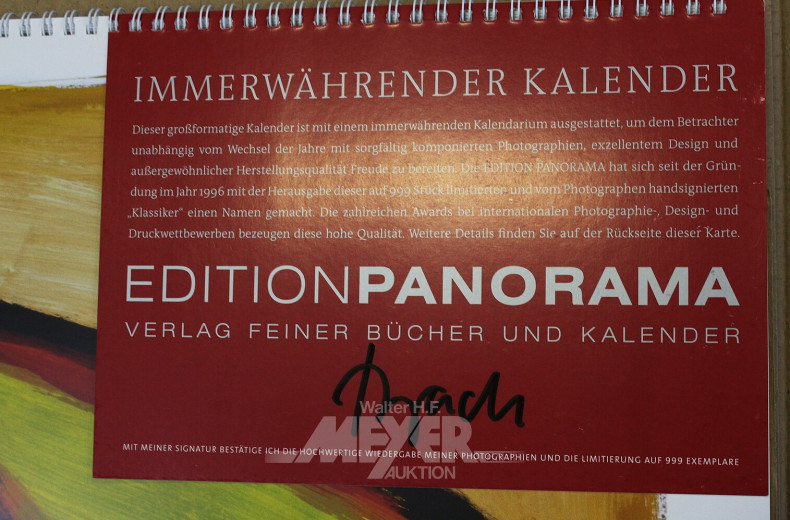 IMMERWÄHRENDER KALENDER
Dieser großformatige Kalender ist mit einem immerwährenden Kalendarium ausgestattet, um dem Betrachter
unabhängig vom Wechsel der Jahre mit sorgfältig komponierten Photographien, exzellentem Design und
außergewöhnlicher Herstellungsqualität Freude zu bereiten. Die EDITION PANORAMA hat sich seit der Grün-
dung im Jahr 1996 mit der Herausgabe dieser auf 999 Stück limitierten und vom Photographen handsignierten
„Klassiker“ einen Namen gemacht. Die zahlreichen Awards bei internationalen Photographie-, Design- und
Druckwettbewerben bezeugen diese hohe Qualität. Weitere Details finden Sie auf der Rückseite dieser Karte.
EDITIONPANORAMA
VERLAG FEINER BÜCHER UND KALENDER
Walter H.F.
MEYER
AUKTION
MIT MEINER SIGNATUR BESTÄTIGE ICH DIE HOCHWERTIGE WIEDERGABE MEINER PHOTOGRAPHIEN UND DIE LIMITIERUNG AUF 999 EXEMPLARE